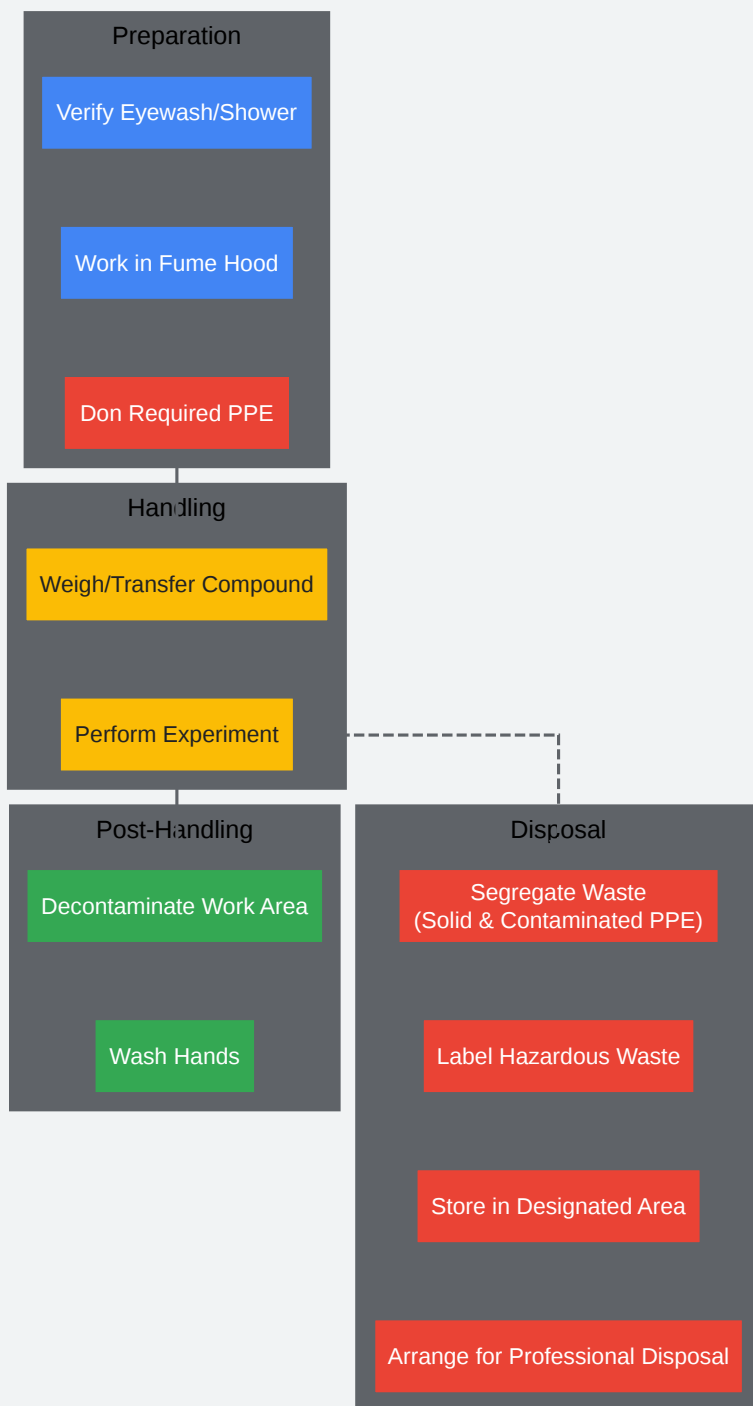 Preparation
Verify Eyewash/Shower
Work in Fume Hood
Don Required PPE
Handling
Weigh/Transfer Compound
Perform Experiment
Post-Handling
Decontaminate Work Area
Wash Hands
Disposal
Segregate Waste
(Solid & Contaminated PPE)
Label Hazardous Waste
Store in Designated Area
Arrange for Professional Disposal